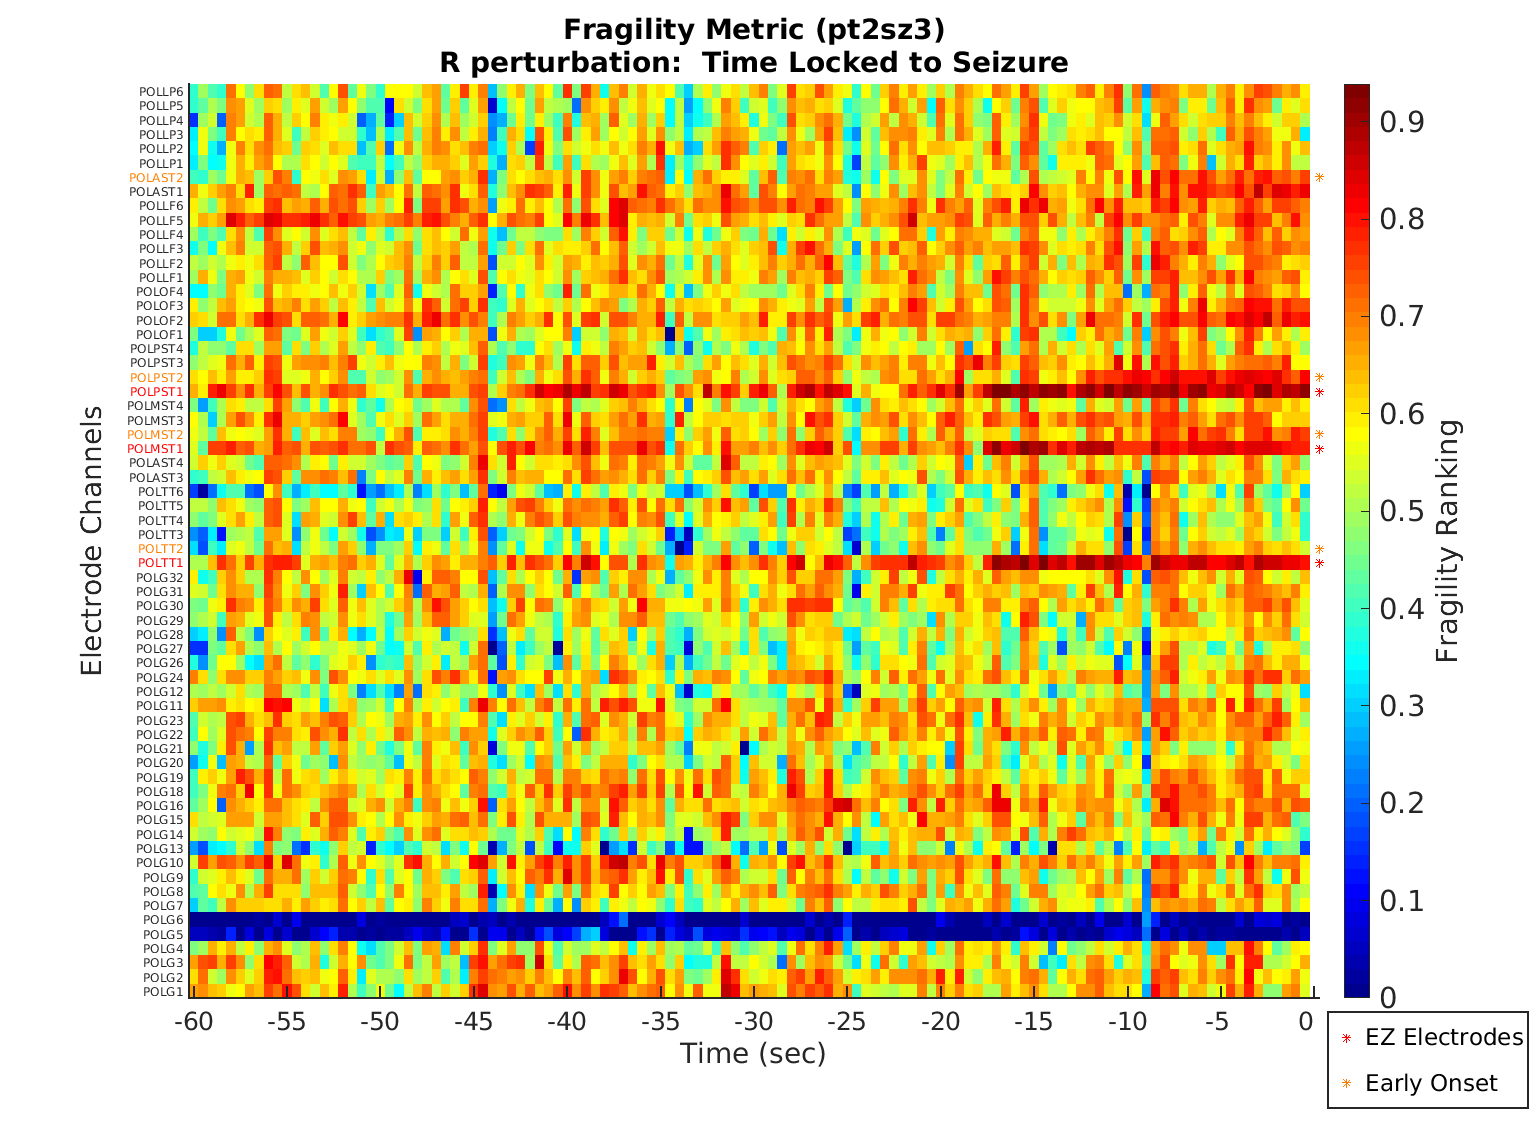 Fragility Metric (pt2sz3)
R perturbation:  Time Locked to Seizure
POLLP6
POLLP5
POLLP4
POLLP3
POLLP2
POLLP1
POLAST2
POLAST1
POLLF6
POLLF5
POLLF4
POLLF3
POLLF2
POLLF1
POLOF4
POLOF3
POLOF2
POLOF1
POLPST4
POLPST3
POLPST2
POLPST1
POLMST4
POLMST3
POLMST2
POLMST1
POLAST4
POLAST3
POLTT6
POLTT5
POLTT4
POLTT3
POLTT2
POLTT1
POLG32
POLG31
POLG30
POLG29
POLG28
POLG27
POLG26
POLG24
POLG12
POLG11
POLG23
POLG22
POLG21
POLG20
POLG19
POLG18
POLG16
POLG15
POLG14
POLG13
POLG10
POLG9
POLG8
POLG7
POLG6
POLG5
POLG4
POLG3
POLG2
POLG1
Electrode Channels
-60 -55 -50 -45 -40 -35 -30 -25 -20 -15 -10 -5 0
Time (sec)
0.9
0.8
0.7
0.6
0.5
0.4
0.3
0.2
0.1
0
Fragility Ranking
EZ Electrodes
Early Onset